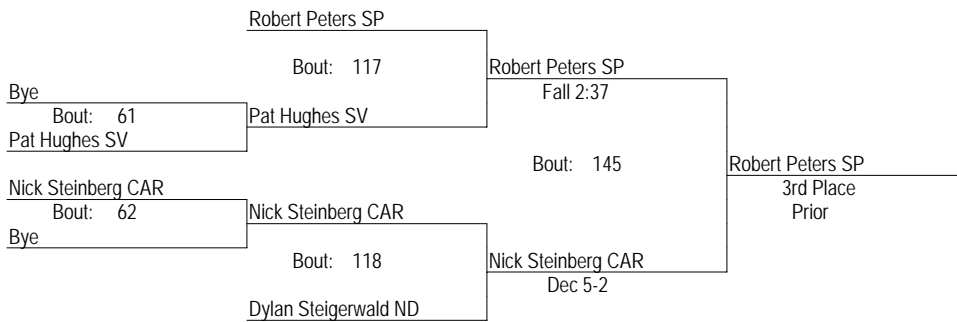 Robert Peters SP
Bout: 117
Robert Peters SP
Bye
Fall 2:37
Bout: 61
Pat Hughes SV
Pat Hughes SV
Bout: 145
Robert Peters SP
Nick Steinberg CAR
3rd Place
Bout: 62
Nick Steinberg CAR
Prior
Bye
Bout: 118
Nick Steinberg CAR
Dec 5-2
Dylan Steigerwald ND